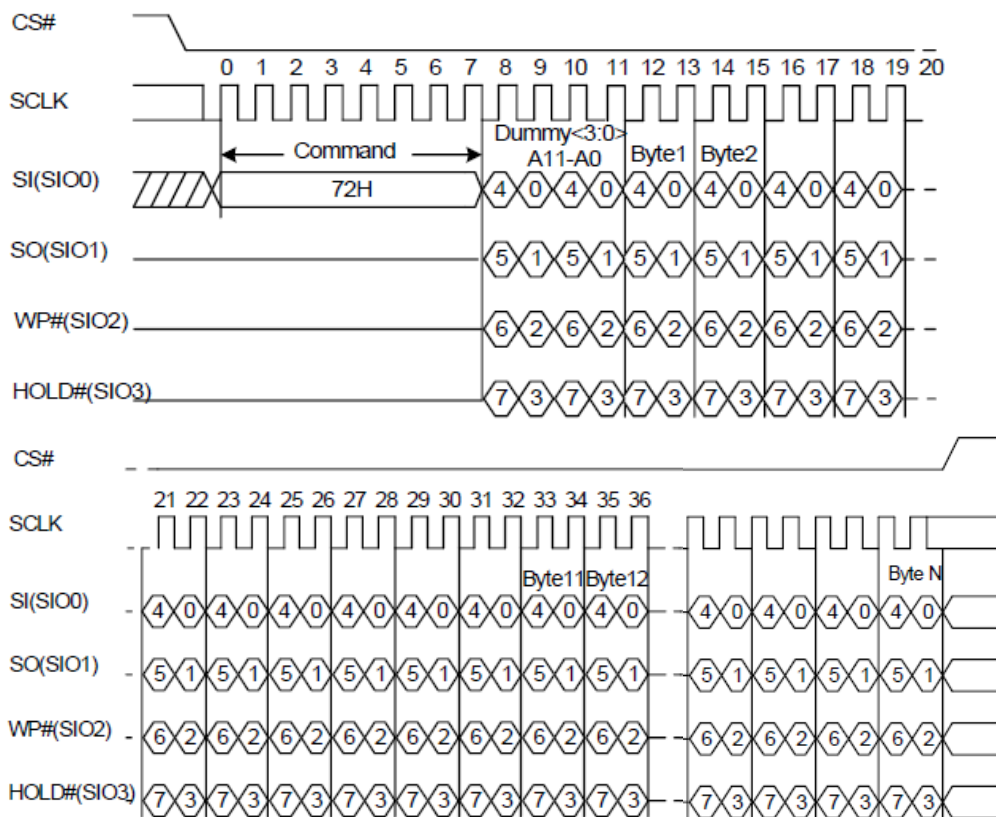 CS#
0 1 2 3 4 5 6 7 8 9 10 11 12 13 14 15 16 17 18 19 20
SCLK
Dummy<3:0>
Command A11-A0 Byte1 Byte2
SI(SIO0) 72H 4 0 4 0 4 0 4 0 4 0 4 0
SO(SIO1) 5 1 5 1 5 1 5 1 5 1 5 1
WP#(SIO2) 6 2 6 2 6 2 6 2 6 2 6 2
HOLD#(SIO3) 7 3 7 3 7 3 7 3 7 3 7 3
CS#
21 22 23 24 25 26 27 28 29 30 31 32 33 34 35 36
SCLK
Byte11 Byte12 Byte N
SI(SIO0) 4 0 4 0 4 0 4 0 4 0 4 0 4 0 4 0 4 0 4 0 4 0 4 0
SO(SIO1) 5 1 5 1 5 1 5 1 5 1 5 1 5 1 5 1 5 1 5 1 5 1 5 1
WP#(SIO2) 6 2 6 2 6 2 6 2 6 2 6 2 6 2 6 2 6 2 6 2 6 2 6 2
HOLD#(SIO3) 7 3 7 3 7 3 7 3 7 3 7 3 7 3 7 3 7 3 7 3 7 3 7 3